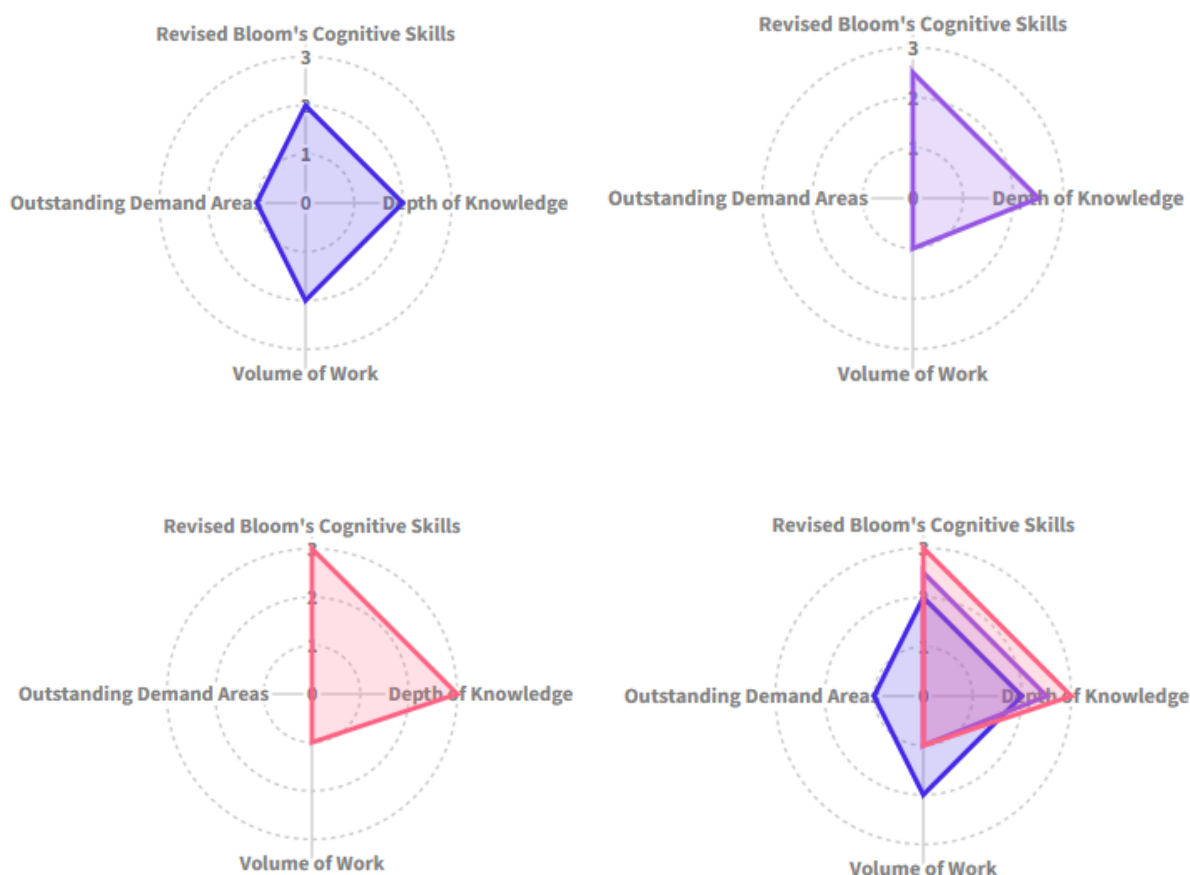 Revised Bloom's Cognitive Skills
3
2
1
Outstanding Demand Areas
0
Depth of Knowledge
Volume of Work
Revised Bloom's Cognitive Skills
3
2
1
Outstanding Demand Areas
0
Depth of Knowledge
Volume of Work
Revised Bloom's Cognitive Skills
3
2
1
Outstanding Demand Areas
0
Depth of Knowledge
Volume of Work
Revised Bloom's Cognitive Skills
3
2
1
Outstanding Demand Areas
0
Depth of Knowledge
Volume of Work